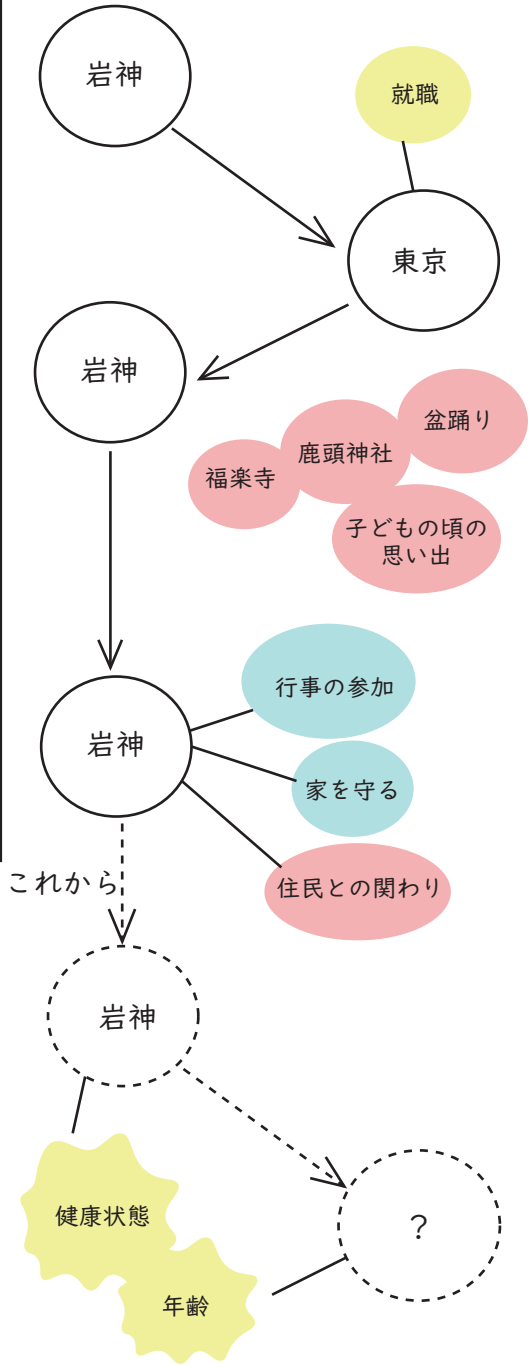 岩神
就職
東京
岩神
盆踊り
鹿頭神社
福楽寺
子どもの頃の
思い出
行事の参加
岩神
家を守る
これから
住民との関わり
岩神
健康状態
?
年齢